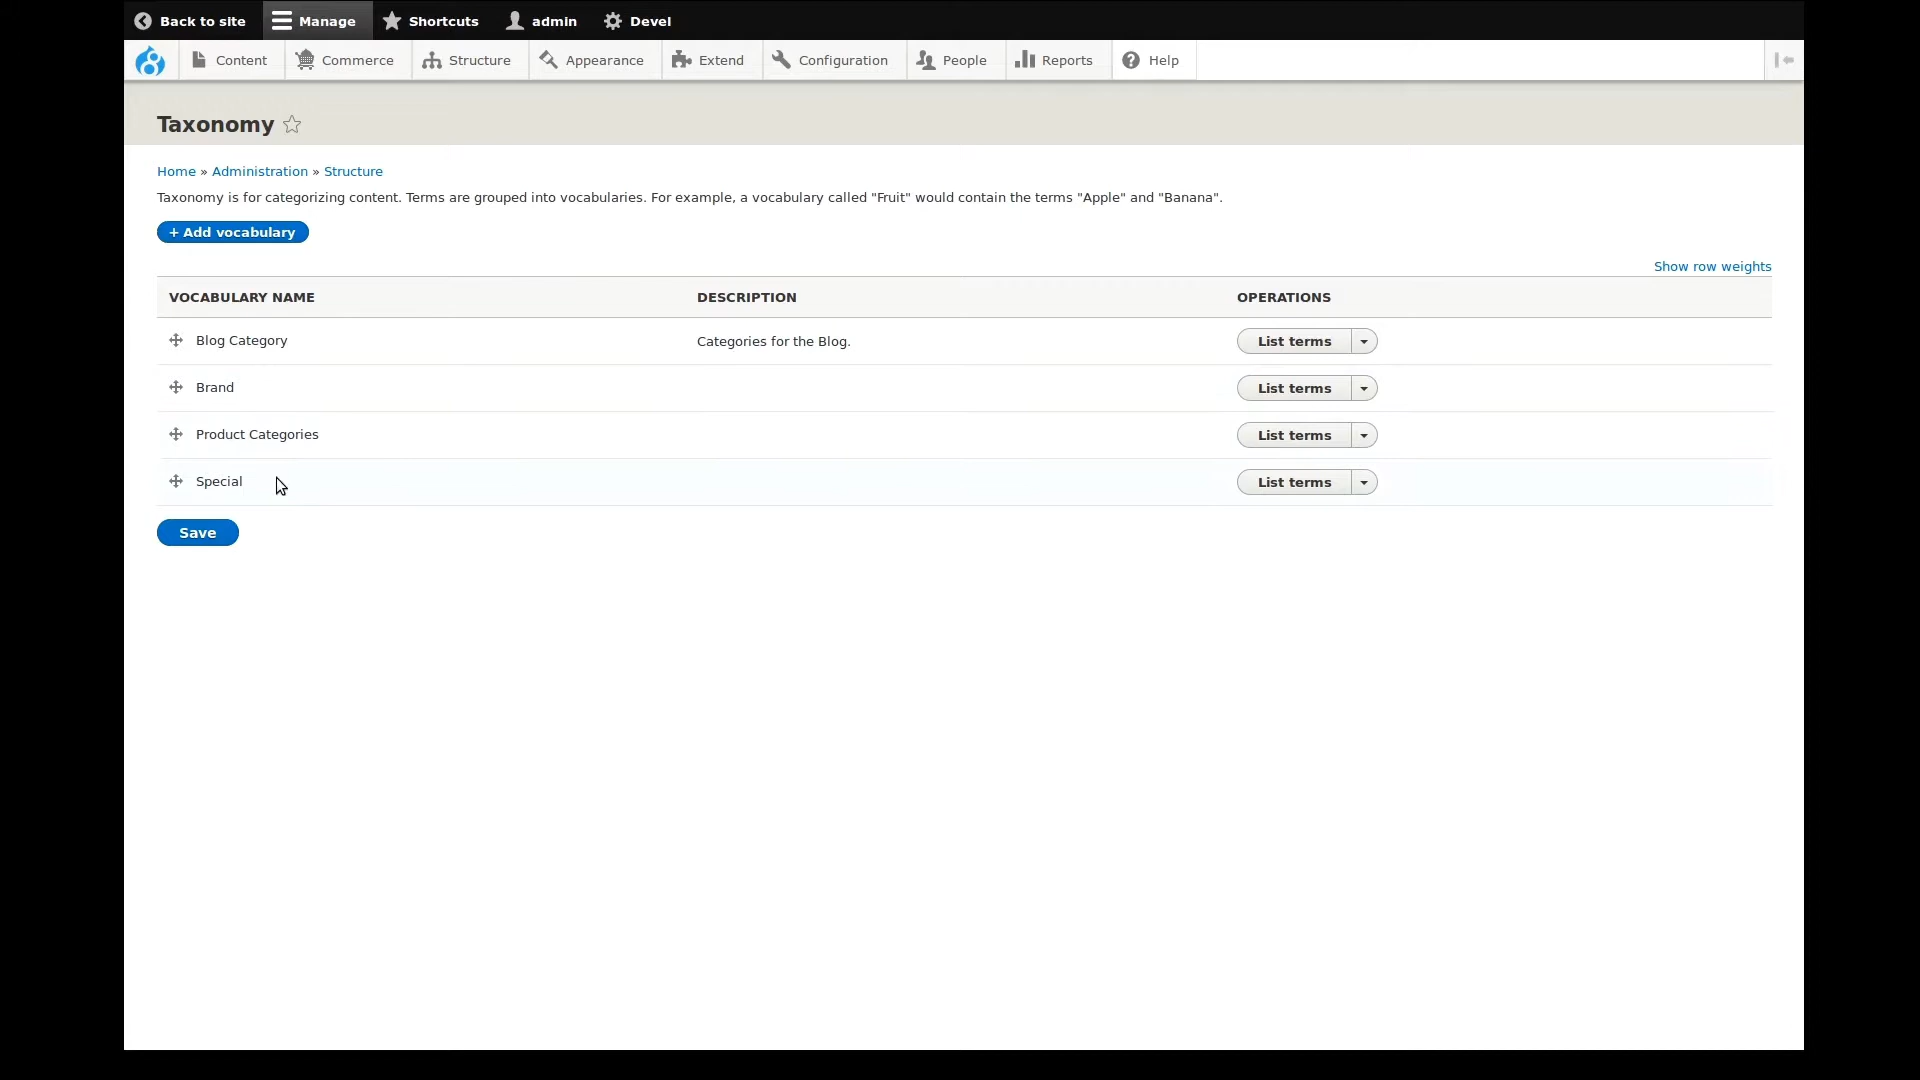 Back to site Manage Shortcuts admin Devel
Content Commerce Structure Appearance Extend Configuration People Reports Help
Taxonomy
Home » Administration » Structure
Taxonomy is for categorizing content. Terms are grouped into vocabularies. For example, a vocabulary called "Fruit" would contain the terms "Apple" and "Banana".
+ Add vocabulary
Show row weights
VOCABULARY NAME DESCRIPTION OPERATIONS
Blog Category Categories for the Blog. List terms
Brand List terms
Product Categories List terms
Special List terms
Save